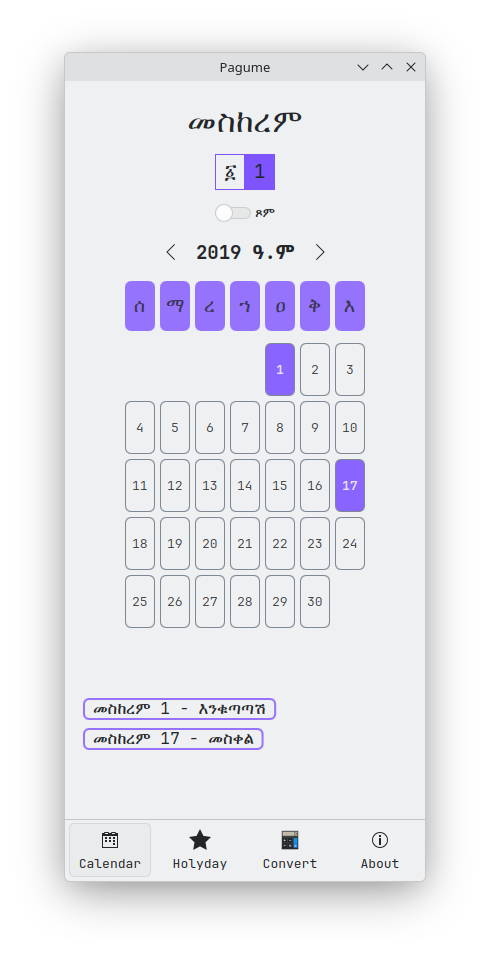 Pagume
መስከረም
፩ 1
ጾም
2019 ዓ.ም
ሰ ማ ረ ኀ ዐ ቅ እ
1 2 3
4 5 6 7 8 9 10
11 12 13 14 15 16 17
18 19 20 21 22 23 24
25 26 27 28 29 30
መስከረም 1 - እንቁጣጣሽ
መስከረም 17 - መስቀል
Calendar Holyday Convert About